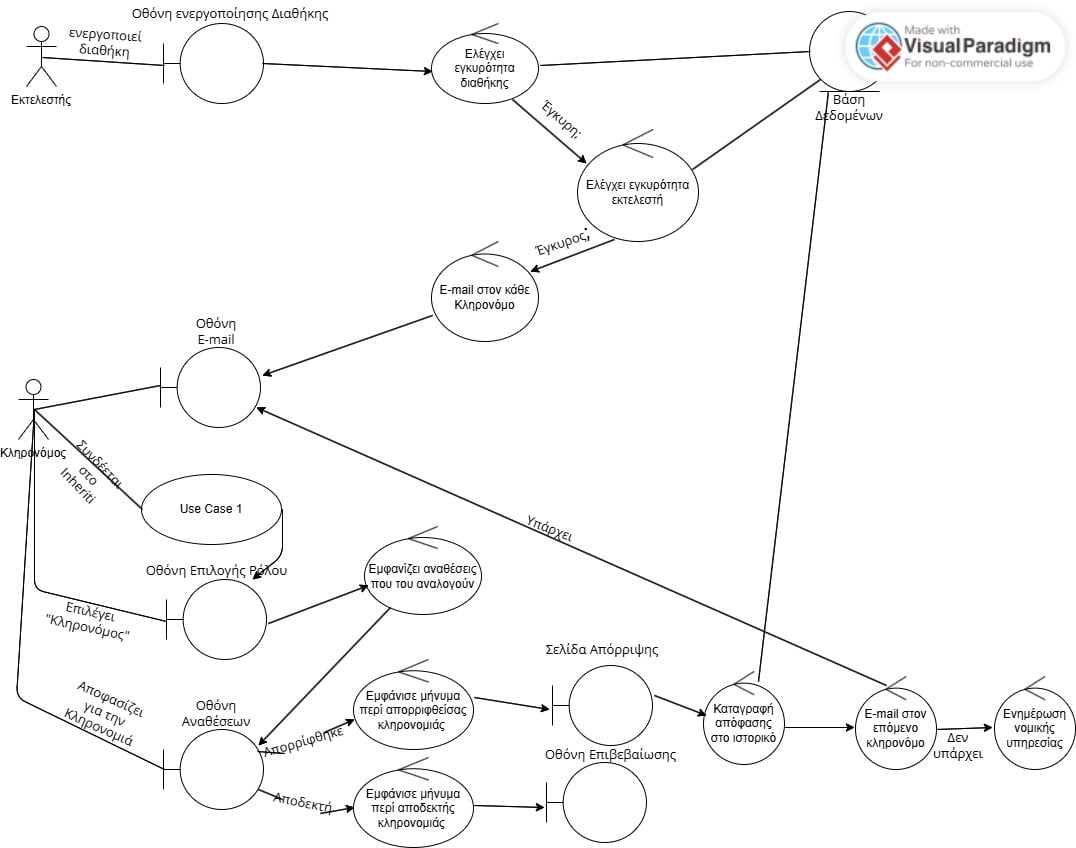 Οθόνη ενεργοποίησης Διαθήκης
ενεργοποιεί
διαθήκη
Εκτελεστής
Ελέγχει
εγκυρότητα
διαθήκης
Made with
Visual Paradigm
For non-commercial use
Βάση
Δεδομένων
Έγκυρη;
Ελέγχει εγκυρότητα
εκτελεστή
Έγκυρος;
E-mail στον κάθε
Κληρονόμο
Οθόνη
E-mail
Κληρονόμος
Συνδέεται
στο
Inheriti
Use Case 1
Υπάρχει
Οθόνη Επιλογής Ρόλου
Εμφανίζει αναθέσεις
που του αναλογούν
Επιλέγει
"Κληρονόμος"
Σελίδα Απόρριψης
Αποφασίζει
για την
Κληρονομιά
Οθόνη
Αναθέσεων
Απορρίφθηκε
Εμφάνισε μήνυμα
περί απορριφθείσας
κληρονομιάς
Καταγραφή
απόφασης
στο ιστορικό
E-mail στον
επόμενο
κληρονόμο
Δεν
υπάρχει
Ενημέρωση
νομικής
υπηρεσίας
Οθόνη Επιβεβαίωσης
Αποδεκτή
Εμφάνισε μήνυμα
περί αποδεκτής
κληρονομιάς